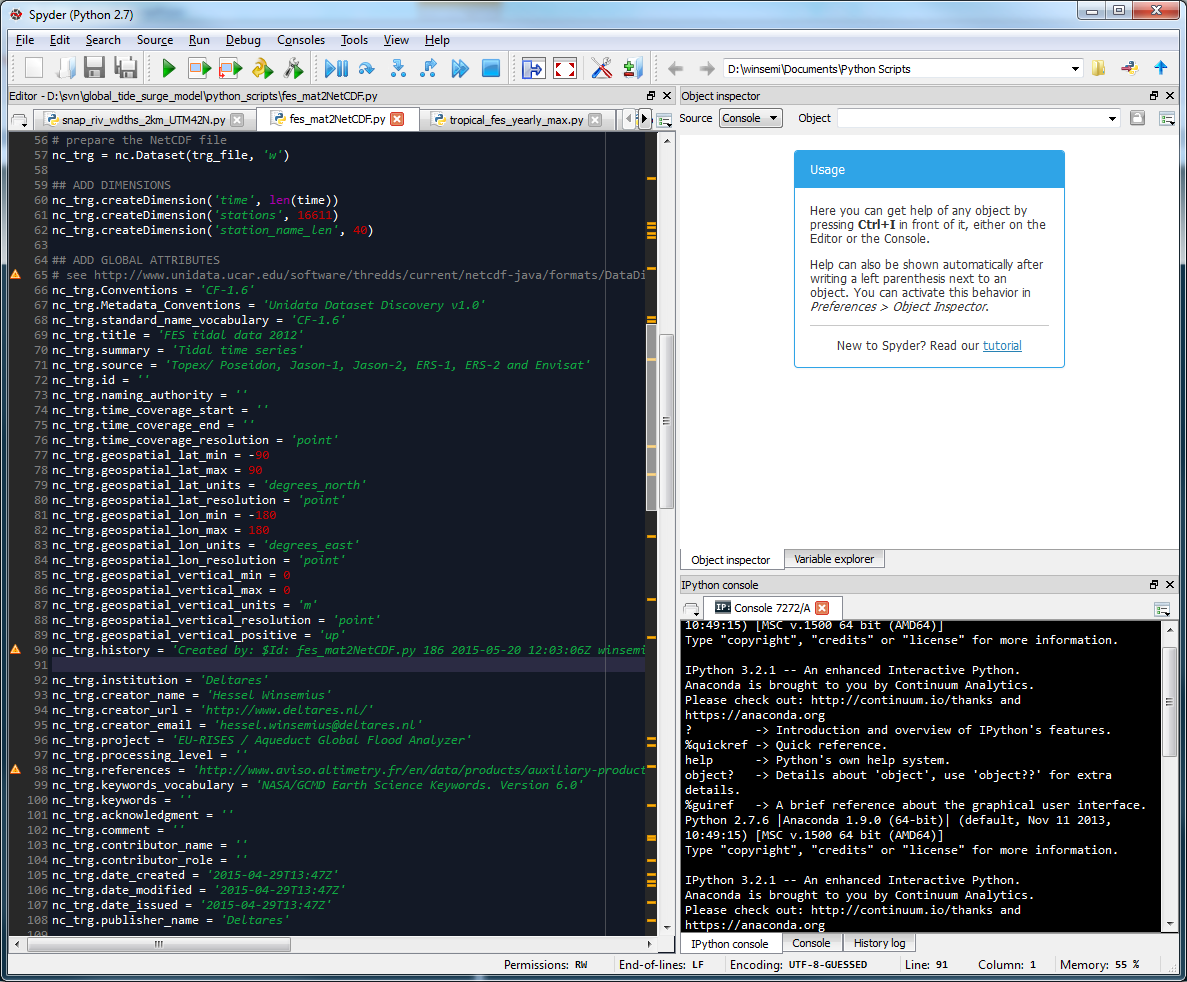 Spyder (Python 2.7)
File Edit Search Source Run Debug Consoles Tools View Help
D:\winsemi\Documents\Python Scripts
Editor - D:\svn\global_tide_surge_model\python_scripts\fes_mat2NetCDF.py
snap_riv_wdths_2km_UTM42N.py fes_mat2NetCDF.py tropical_fes_yearly_max.py
56 # prepare the NetCDF file
57 nc_trg = nc.Dataset(trg_file, 'w')
58
59 ## ADD DIMENSIONS
60 nc_trg.createDimension('time', len(time))
61 nc_trg.createDimension('stations', 16611)
62 nc_trg.createDimension('station_name_len', 40)
63
64 ## ADD GLOBAL ATTRIBUTES
65 # see http://www.unidata.ucar.edu/software/thredds/current/netcdf-java/formats/DataDi
66 nc_trg.Conventions = 'CF-1.6'
67 nc_trg.Metadata_Conventions = 'Unidata Dataset Discovery v1.0'
68 nc_trg.standard_name_vocabulary = 'CF-1.6'
69 nc_trg.title = 'FES tidal data 2012'
70 nc_trg.summary = 'Tidal time series'
71 nc_trg.source = 'Topex/ Poseidon, Jason-1, Jason-2, ERS-1, ERS-2 and Envisat'
72 nc_trg.id = ''
73 nc_trg.naming_authority = ''
74 nc_trg.time_coverage_start = ''
75 nc_trg.time_coverage_end = ''
76 nc_trg.time_coverage_resolution = 'point'
77 nc_trg.geospatial_lat_min = -90
78 nc_trg.geospatial_lat_max = 90
79 nc_trg.geospatial_lat_units = 'degrees_north'
80 nc_trg.geospatial_lat_resolution = 'point'
81 nc_trg.geospatial_lon_min = -180
82 nc_trg.geospatial_lon_max = 180
83 nc_trg.geospatial_lon_units = 'degrees_east'
84 nc_trg.geospatial_lon_resolution = 'point'
85 nc_trg.geospatial_vertical_min = 0
86 nc_trg.geospatial_vertical_max = 0
87 nc_trg.geospatial_vertical_units = 'm'
88 nc_trg.geospatial_vertical_resolution = 'point'
89 nc_trg.geospatial_vertical_positive = 'up'
90 nc_trg.history = 'Created by: $Id: fes_mat2NetCDF.py 186 2015-05-20 12:03:06Z winsemi
91
92 nc_trg.institution = 'Deltares'
93 nc_trg.creator_name = 'Hessel Winsemius'
94 nc_trg.creator_url = 'http://www.deltares.nl/'
95 nc_trg.creator_email = 'hessel.winsemius@deltares.nl'
96 nc_trg.project = 'EU-RISES / Aqueduct Global Flood Analyzer'
97 nc_trg.processing_level = ''
98 nc_trg.references = 'http://www.aviso.altimetry.fr/en/data/products/auxiliary-product
99 nc_trg.keywords_vocabulary = 'NASA/GCMD Earth Science Keywords. Version 6.0'
100 nc_trg.keywords = ''
101 nc_trg.acknowledgment = ''
102 nc_trg.comment = ''
103 nc_trg.contributor_name = ''
104 nc_trg.contributor_role = ''
105 nc_trg.date_created = '2015-04-29T13:47Z'
106 nc_trg.date_modified = '2015-04-29T13:47Z'
107 nc_trg.date_issued = '2015-04-29T13:47Z'
108 nc_trg.publisher_name = 'Deltares'
109
Object inspector
Source Console Object
Usage
Here you can get help of any object by
pressing Ctrl+I in front of it, either on the
Editor or the Console.
Help can also be shown automatically after
writing a left parenthesis next to an
object. You can activate this behavior in
Preferences > Object Inspector.
New to Spyder? Read our tutorial
Object inspector Variable explorer
IPython console
IP: Console 7272/A
10:49:15) [MSC v.1500 64 bit (AMD64)]
Type "copyright", "credits" or "license" for more information.
IPython 3.2.1 -- An enhanced Interactive Python.
Anaconda is brought to you by Continuum Analytics.
Please check out: http://continuum.io/thanks and
https://anaconda.org
? -> Introduction and overview of IPython's features.
%quickref -> Quick reference.
help -> Python's own help system.
object? -> Details about 'object', use 'object??' for extra
details.
%guiref -> A brief reference about the graphical user interface.
Python 2.7.6 |Anaconda 1.9.0 (64-bit)| (default, Nov 11 2013,
10:49:15) [MSC v.1500 64 bit (AMD64)]
Type "copyright", "credits" or "license" for more information.
IPython 3.2.1 -- An enhanced Interactive Python.
Anaconda is brought to you by Continuum Analytics.
Please check out: http://continuum.io/thanks and
https://anaconda.org
IPython console Console History log
Permissions: RW End-of-lines: LF Encoding: UTF-8-GUESSED Line: 91 Column: 1 Memory: 55 %